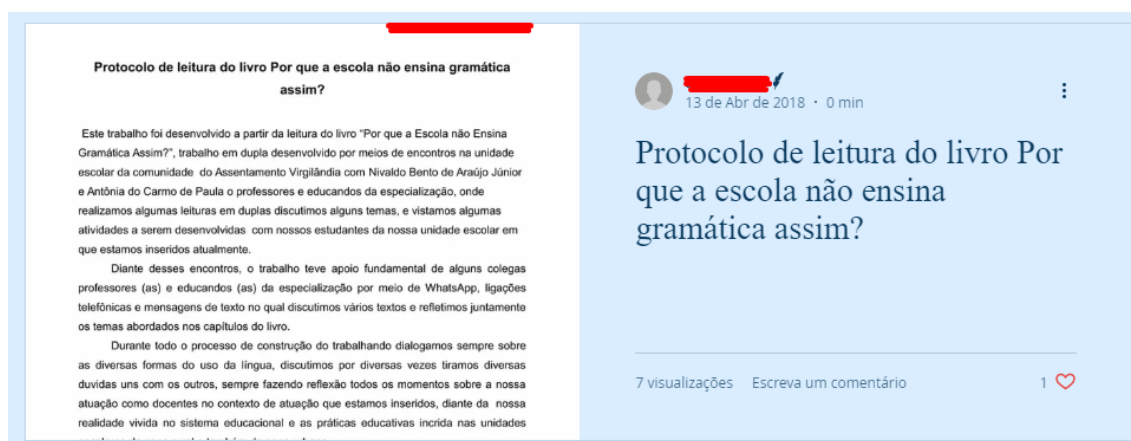 Protocolo de leitura do livro Por que a escola não ensina gramática
assim?
Este trabalho foi desenvolvido a partir da leitura do livro “Por que a Escola não Ensina
Gramática Assim?”, trabalho em dupla desenvolvido por meios de encontros na unidade
escolar da comunidade do Assentamento Virgilândia com Nivaldo Bento de Araújo Júnior
e Antônia do Carmo de Paula o professores e educandos da especialização, onde
realizamos algumas leituras em duplas discutimos alguns temas, e vistamos algumas
atividades a serem desenvolvidas com nossos estudantes da nossa unidade escolar em
que estamos inseridos atualmente.
Diante desses encontros, o trabalho teve apoio fundamental de alguns colegas
professores (as) e educandos (as) da especialização por meio de WhatsApp, ligações
telefônicas e mensagens de texto no qual discutimos vários textos e refletimos juntamente
os temas abordados nos capítulos do livro.
Durante todo o processo de construção do trabalhando dialogamos sempre sobre
as diversas formas do uso da língua, discutimos por diversas vezes tiramos diversas
duvidas uns com os outros, sempre fazendo reflexão todos os momentos sobre a nossa
atuação como docentes no contexto de atuação que estamos inseridos, diante da nossa
realidade vivida no sistema educacional e as práticas educativas incrida nas unidades
13 de Abr de 2018 · 0 min
Protocolo de leitura do livro Por
que a escola não ensina
gramática assim?
7 visualizações Escreva um comentário 1